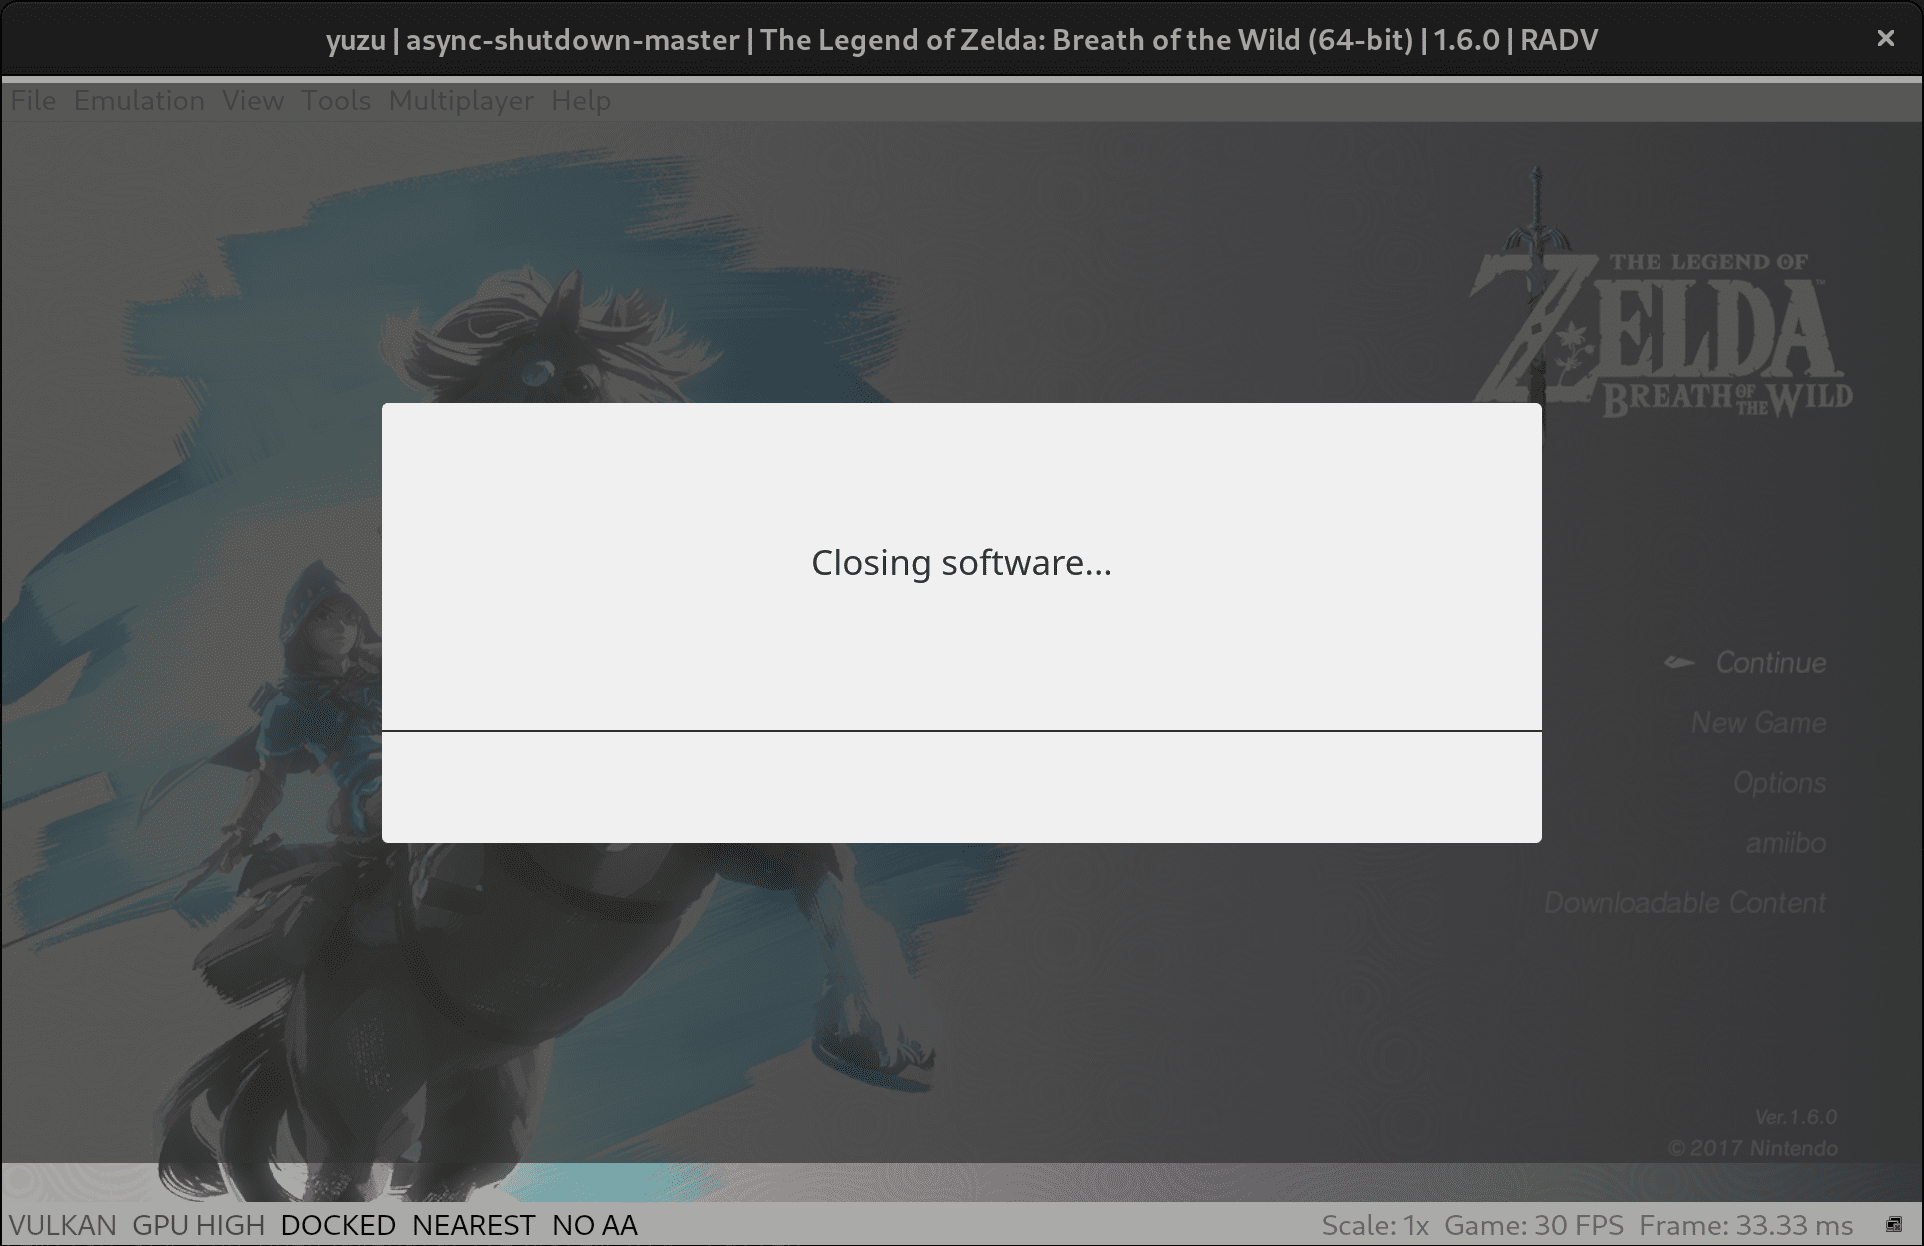 yuzu | async-shutdown-master | The Legend of Zelda: Breath of the Wild (64-bit) | 1.6.0 | RADV
File Emulation View Tools Multiplayer Help
THE LEGEND OF
ZELDA™
BREATH OF THE WILD
Closing software...
Continue
New Game
Options
amiibo
Downloadable Content
Ver.1.6.0
© 2017 Nintendo
VULKAN GPU HIGH DOCKED NEAREST NO AA Scale: 1x Game: 30 FPS Frame: 33.33 ms